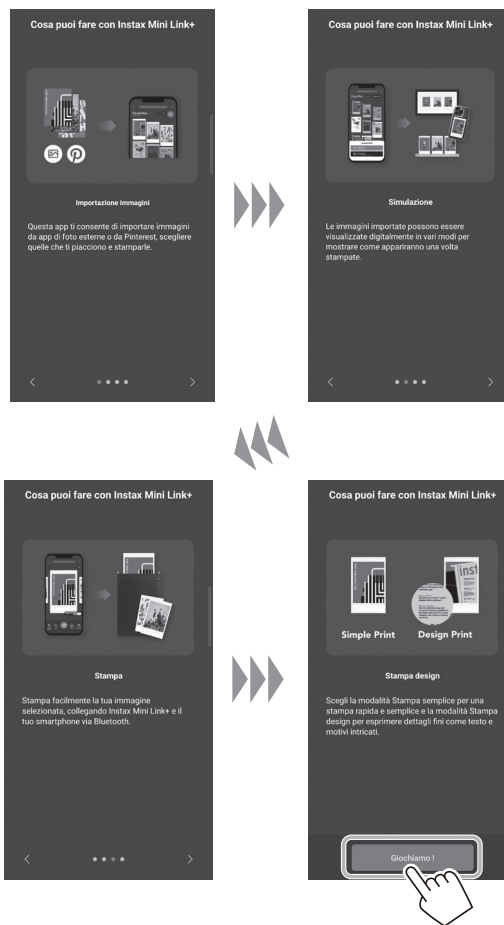 Cosa puoi fare con Instax Mini Link+
Importazione immagini
Questa app ti consente di importare immagini
da app di foto esterne o da Pinterest, scegliere
quelle che ti piacciono e stamparle.
Cosa puoi fare con Instax Mini Link+
Simulazione
Le immagini importate possono essere
visualizzate digitalmente in vari modi per
mostrare come appariranno una volta
stampate.
Cosa puoi fare con Instax Mini Link+
Stampa
Stampa facilmente la tua immagine
selezionata, collegando Instax Mini Link+ e il
tuo smartphone via Bluetooth.
Cosa puoi fare con Instax Mini Link+
Simple Print
Design Print
Stampa design
Scegli la modalità Stampa semplice per una
stampa rapida e semplice e la modalità Stampa
design per esprimere dettagli fini come testo e
motivi intricati.
Giochiamo !